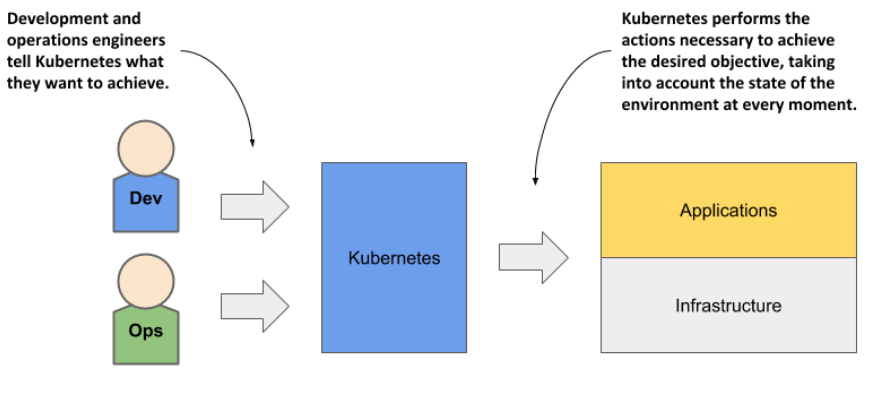 Development and
operations engineers
tell Kubernetes what
they want to achieve.
Kubernetes performs the
actions necessary to achieve
the desired objective, taking
into account the state of the
environment at every moment.
Dev
Ops
Kubernetes
Applications
Infrastructure